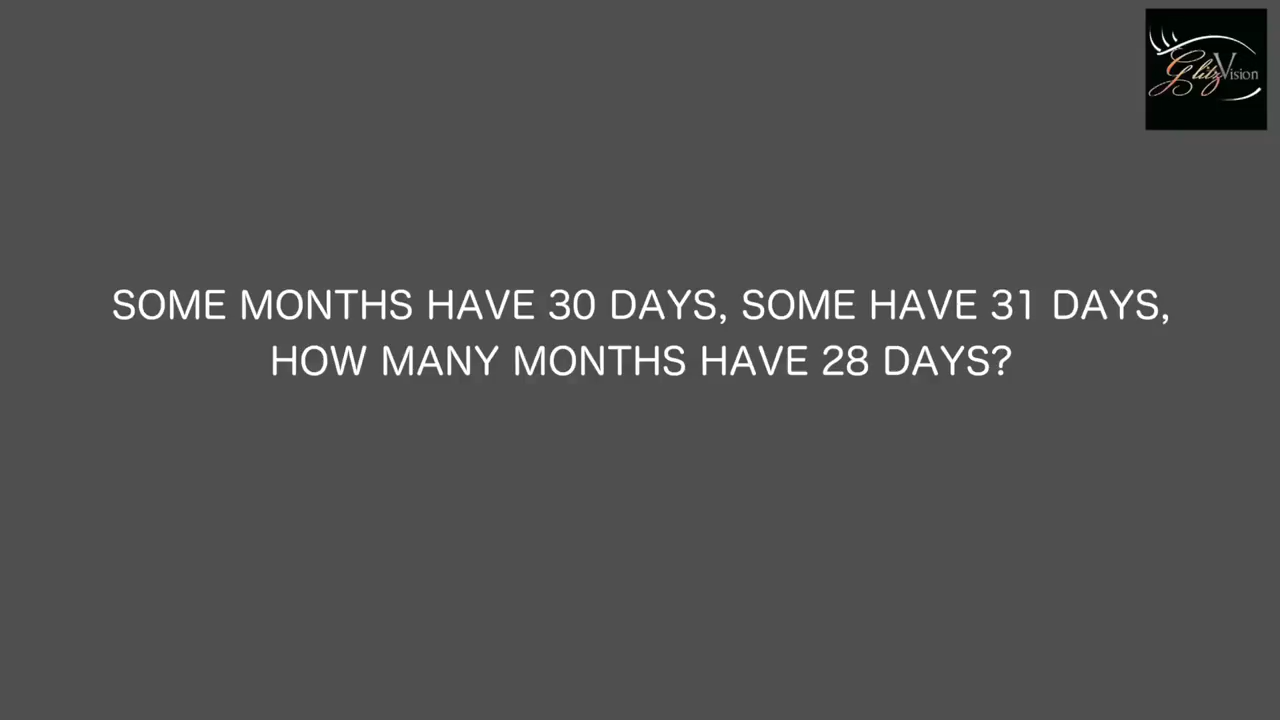 Glitz Vision
SOME MONTHS HAVE 30 DAYS, SOME HAVE 31 DAYS,
HOW MANY MONTHS HAVE 28 DAYS?